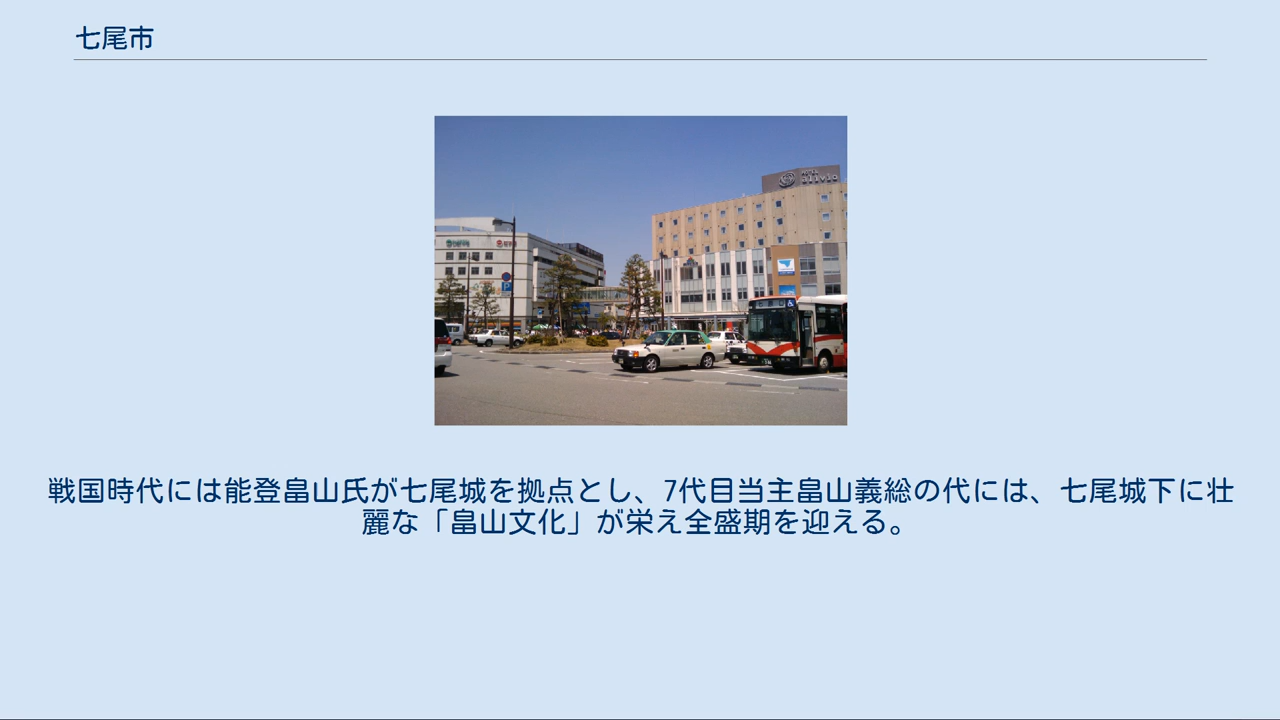 七尾市
HOTEL
alivio
P
戦国時代には能登畠山氏が七尾城を拠点とし、7代目当主畠山義総の代には、七尾城下に壮
麗な「畠山文化」が栄え全盛期を迎える。